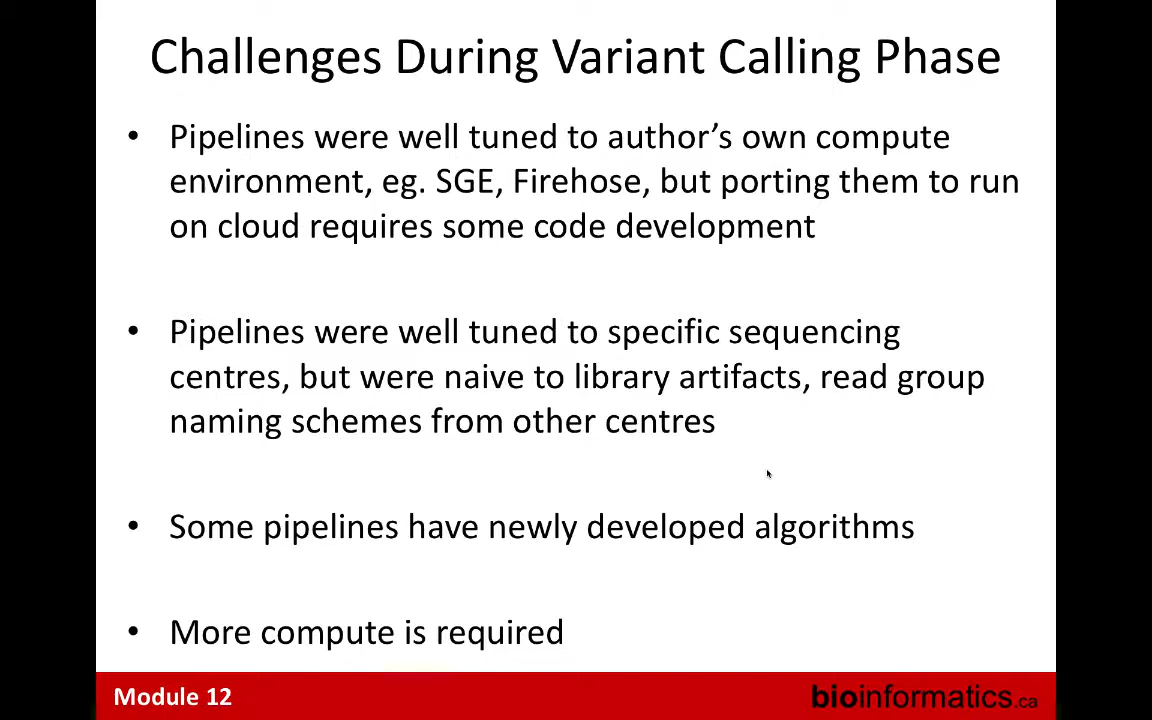 Challenges During Variant Calling Phase
• Pipelines were well tuned to author’s own compute
environment, eg. SGE, Firehose, but porting them to run
on cloud requires some code development
• Pipelines were well tuned to specific sequencing
centres, but were naive to library artifacts, read group
naming schemes from other centres
• Some pipelines have newly developed algorithms
• More compute is required
Module 12
bioinformatics.ca